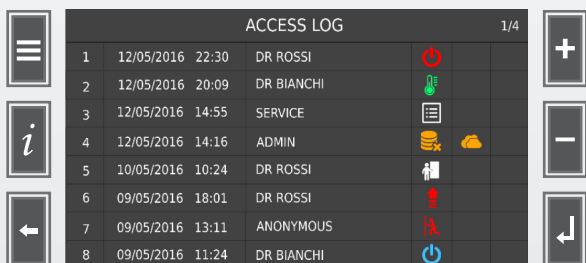 ACCESS LOG 1/4
1 12/05/2016 22:30 DR ROSSI
2 12/05/2016 20:09 DR BIANCHI
3 12/05/2016 14:55 SERVICE
4 12/05/2016 14:16 ADMIN
5 10/05/2016 10:24 DR ROSSI
6 09/05/2016 18:01 DR ROSSI
7 09/05/2016 13:11 ANONYMOUS
8 09/05/2016 11:24 DR BIANCHI
i